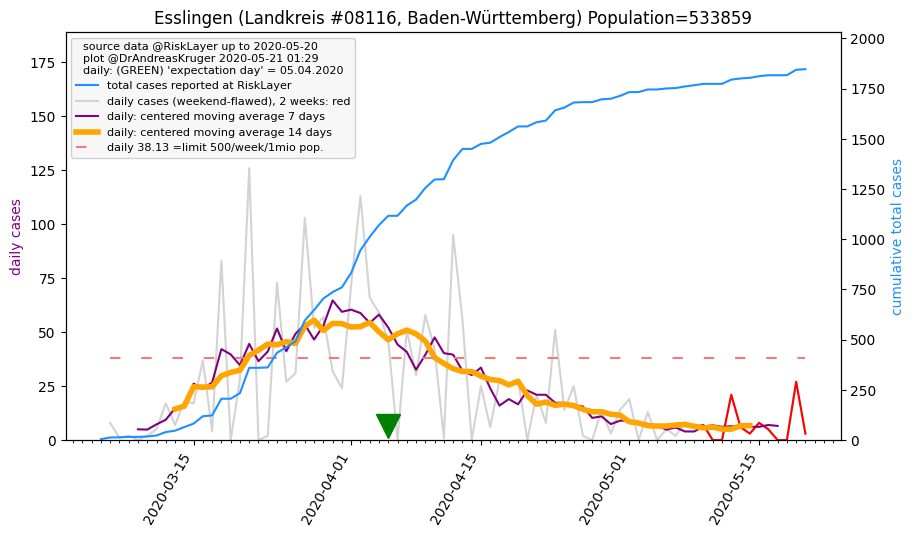 Esslingen (Landkreis #08116, Baden-Württemberg) Population=533859
source data @RiskLayer up to 2020-05-20
plot @DrAndreasKruger 2020-05-21 01:29
daily: (GREEN) 'expectation day' = 05.04.2020
total cases reported at RiskLayer
daily cases (weekend-flawed), 2 weeks: red
daily: centered moving average 7 days
daily: centered moving average 14 days
daily 38.13 =limit 500/week/1mio pop.
daily cases
175
150
125
100
75
50
25
0
2000
1750
1500
1250
1000
750
500
250
0
cumulative total cases
2020-03-15
2020-04-01
2020-04-15
2020-05-01
2020-05-15